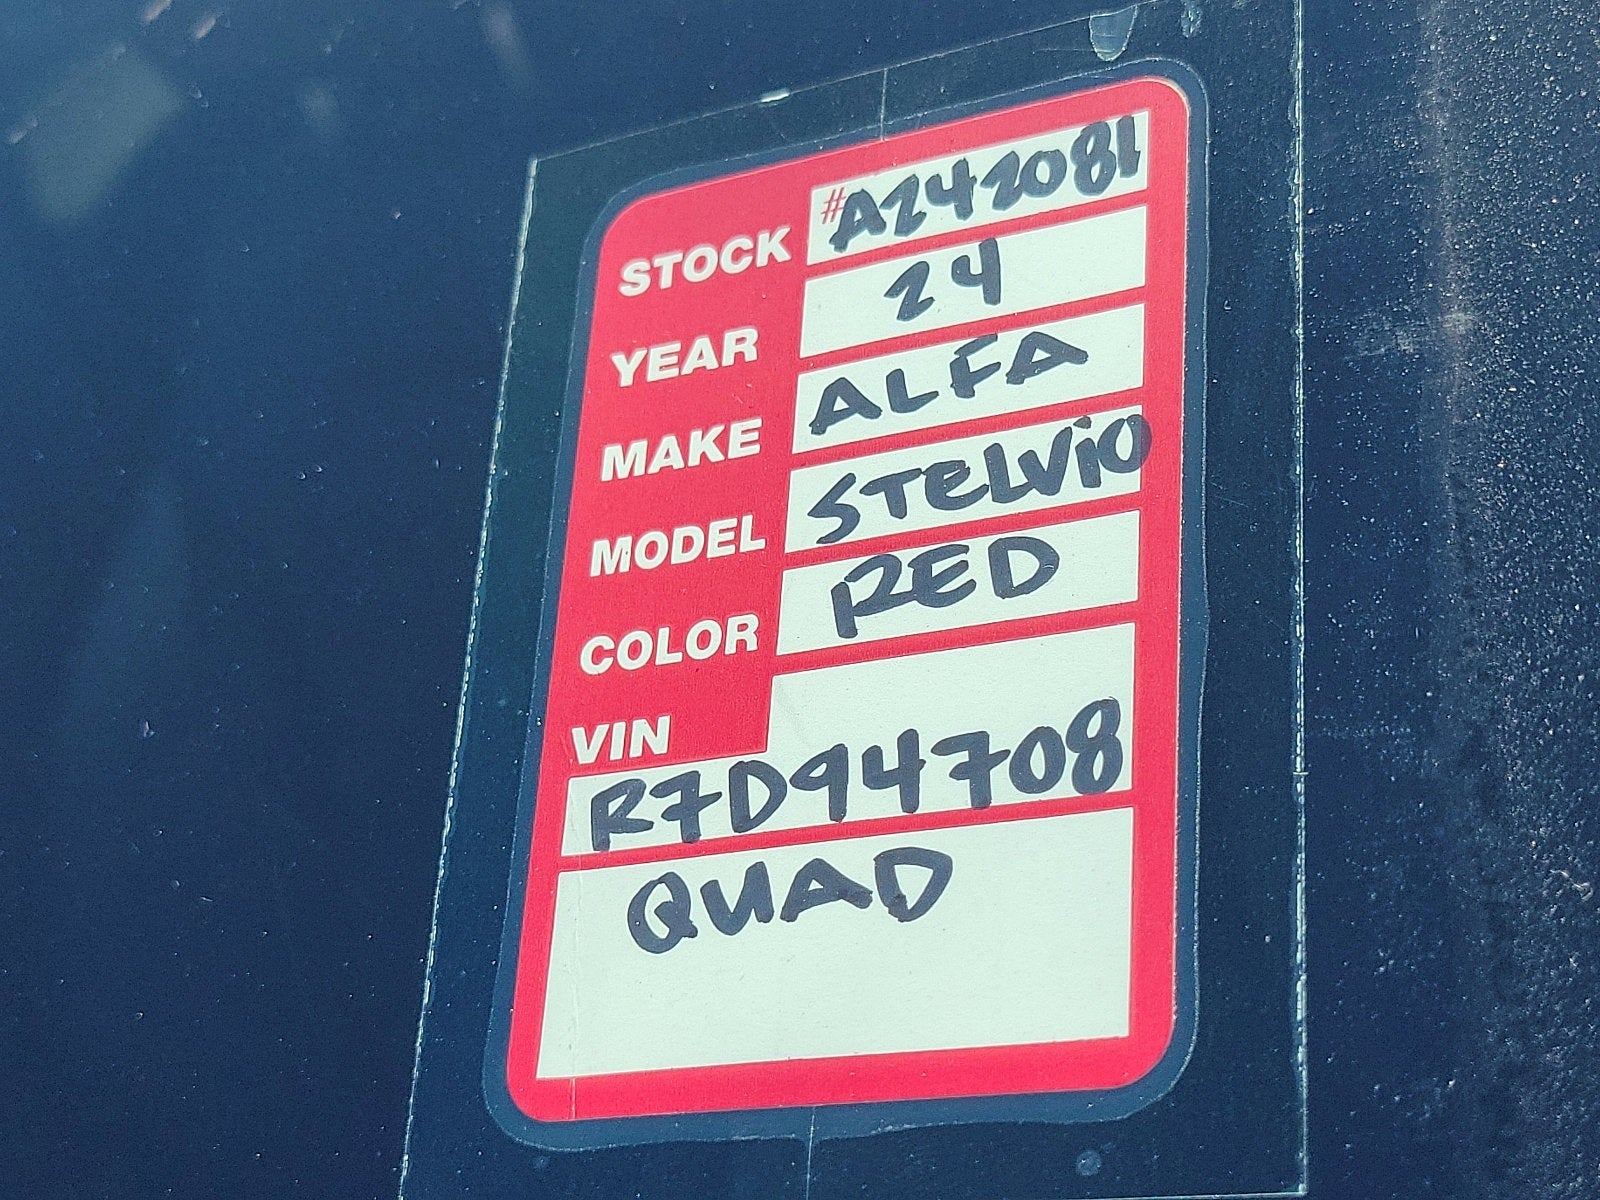 STOCK #A242081
YEAR 24
MAKE ALFA
MODEL STELViO
COLOR RED
VIN
R7D94708
QUAD